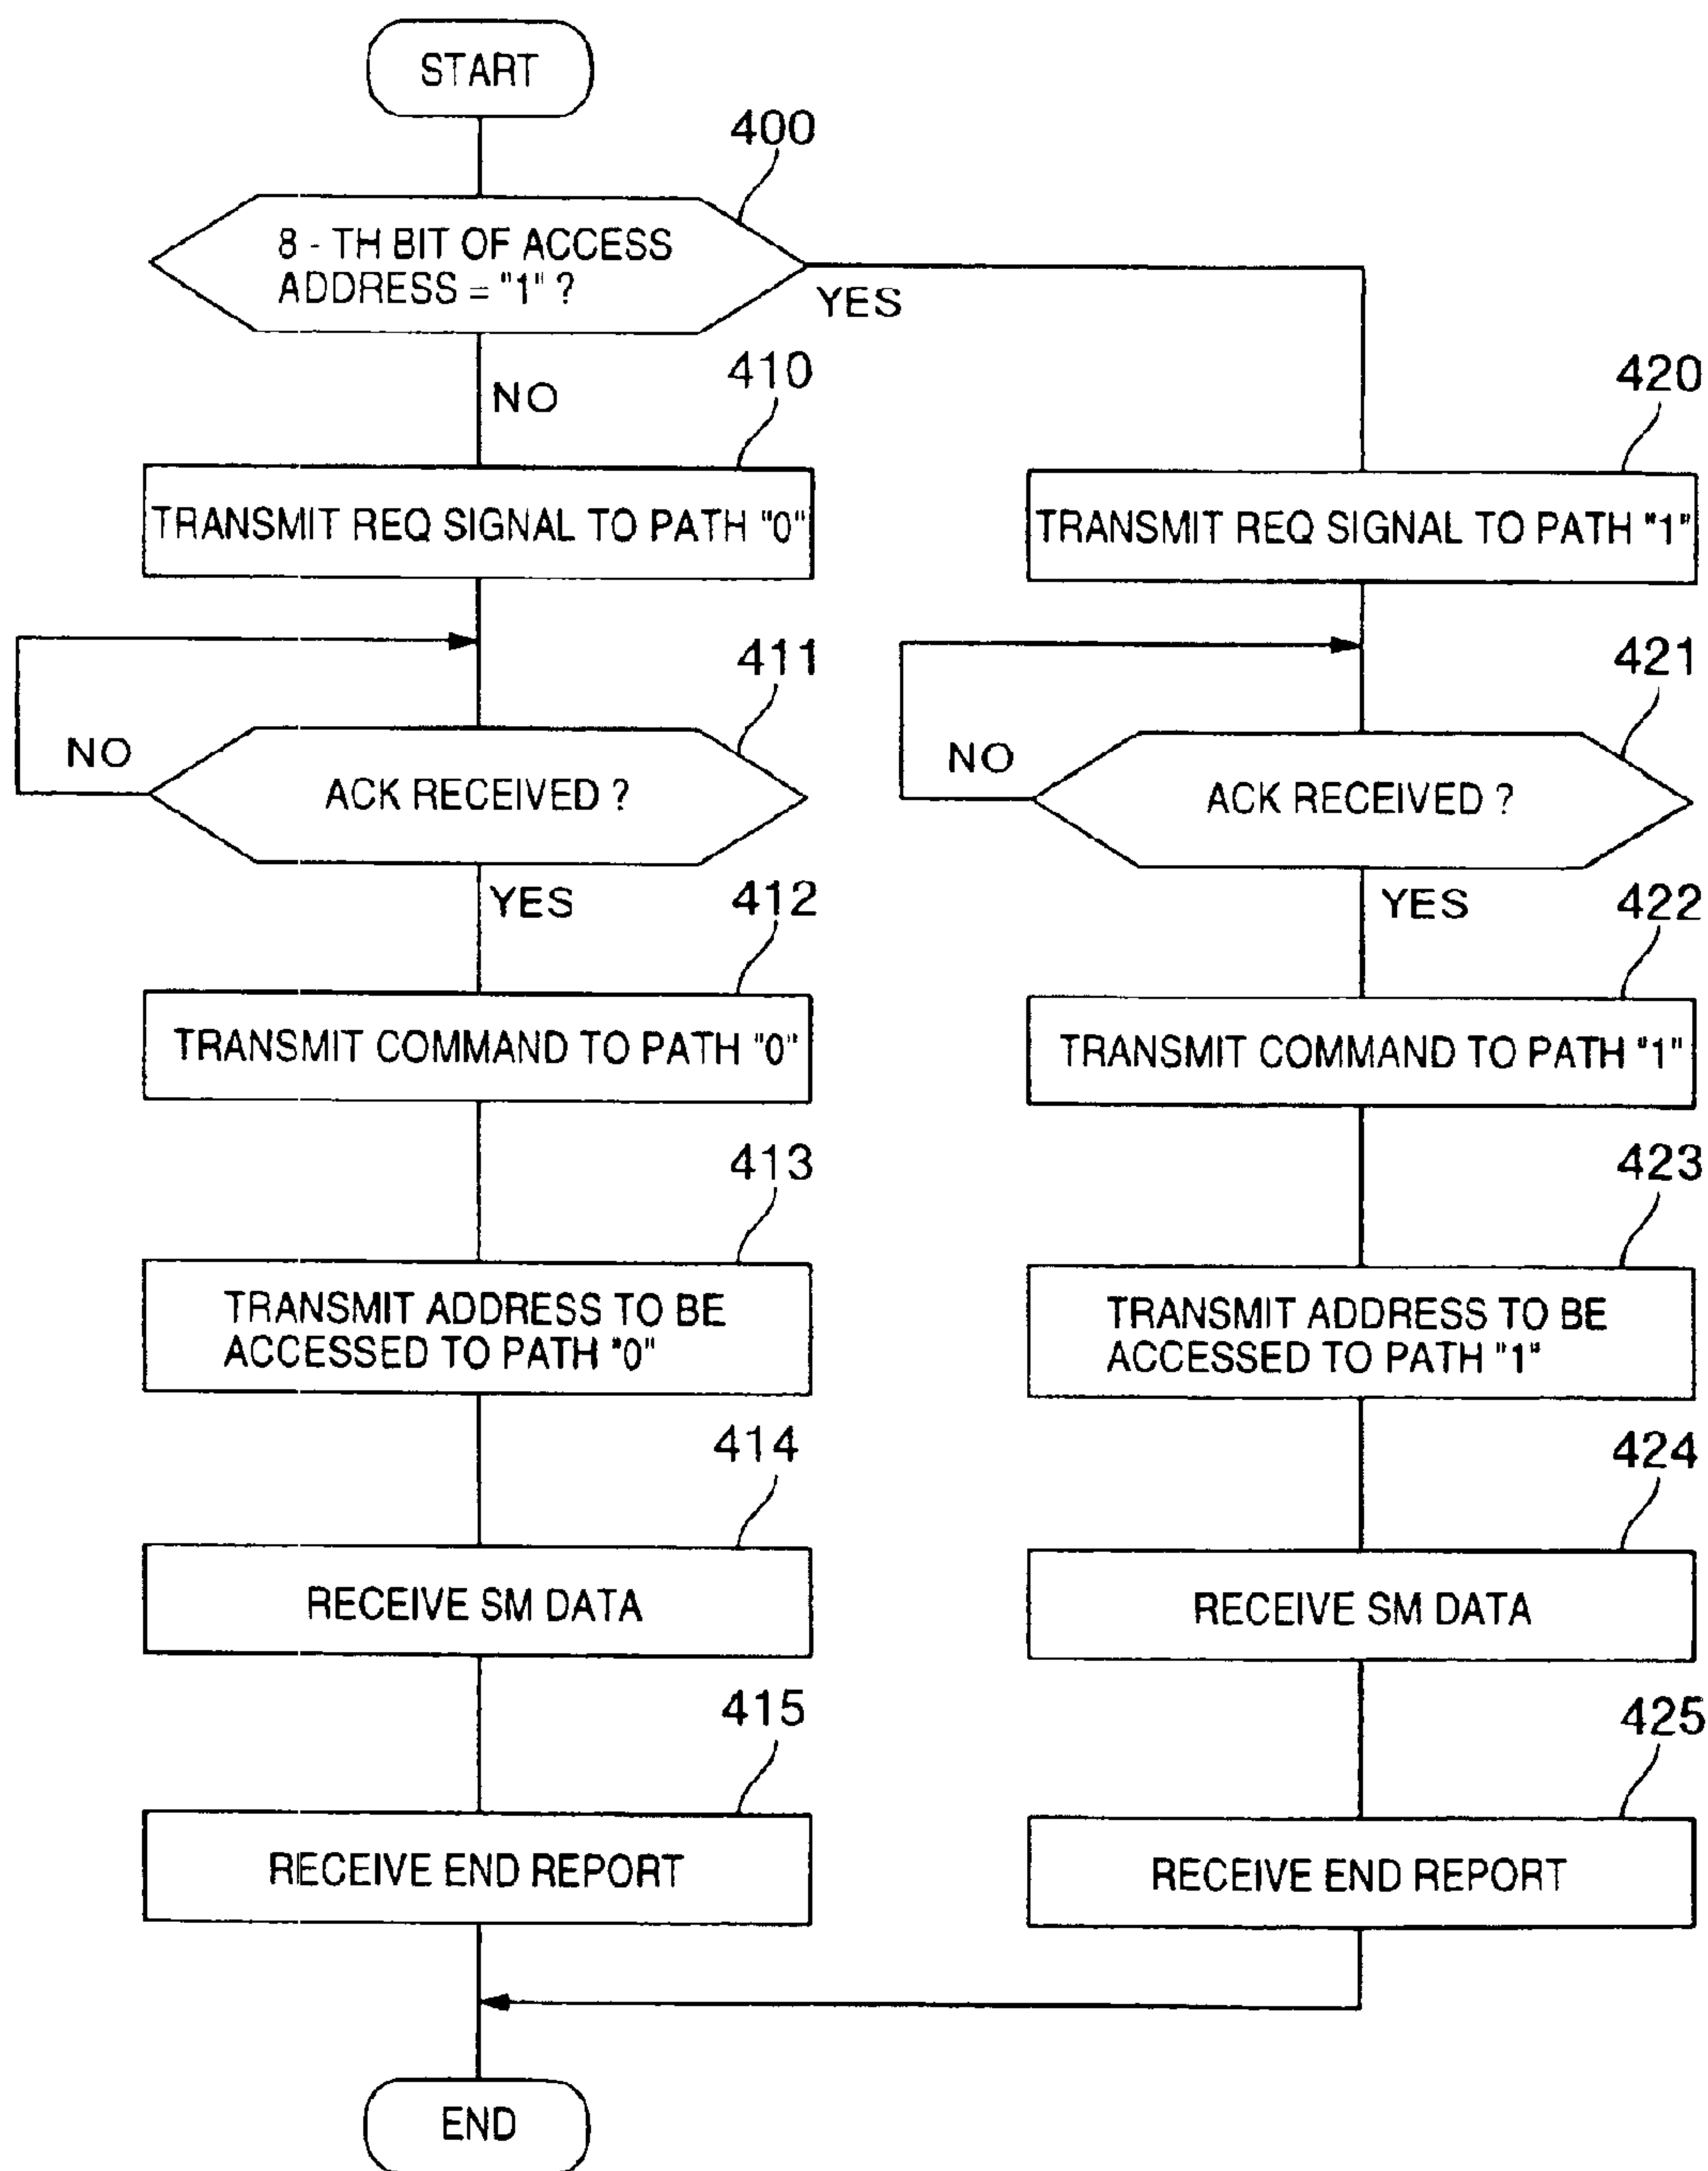 START
400
8 - TH BIT OF ACCESS
ADDRESS = "1" ?
YES
NO
410
TRANSMIT REQ SIGNAL TO PATH "0"
411
NO
ACK RECEIVED ?
YES
412
TRANSMIT COMMAND TO PATH "0"
413
TRANSMIT ADDRESS TO BE
ACCESSED TO PATH "0"
414
RECEIVE SM DATA
415
RECEIVE END REPORT
420
TRANSMIT REQ SIGNAL TO PATH "1"
421
NO
ACK RECEIVED ?
YES
422
TRANSMIT COMMAND TO PATH "1"
423
TRANSMIT ADDRESS TO BE
ACCESSED TO PATH "1"
424
RECEIVE SM DATA
425
RECEIVE END REPORT
END